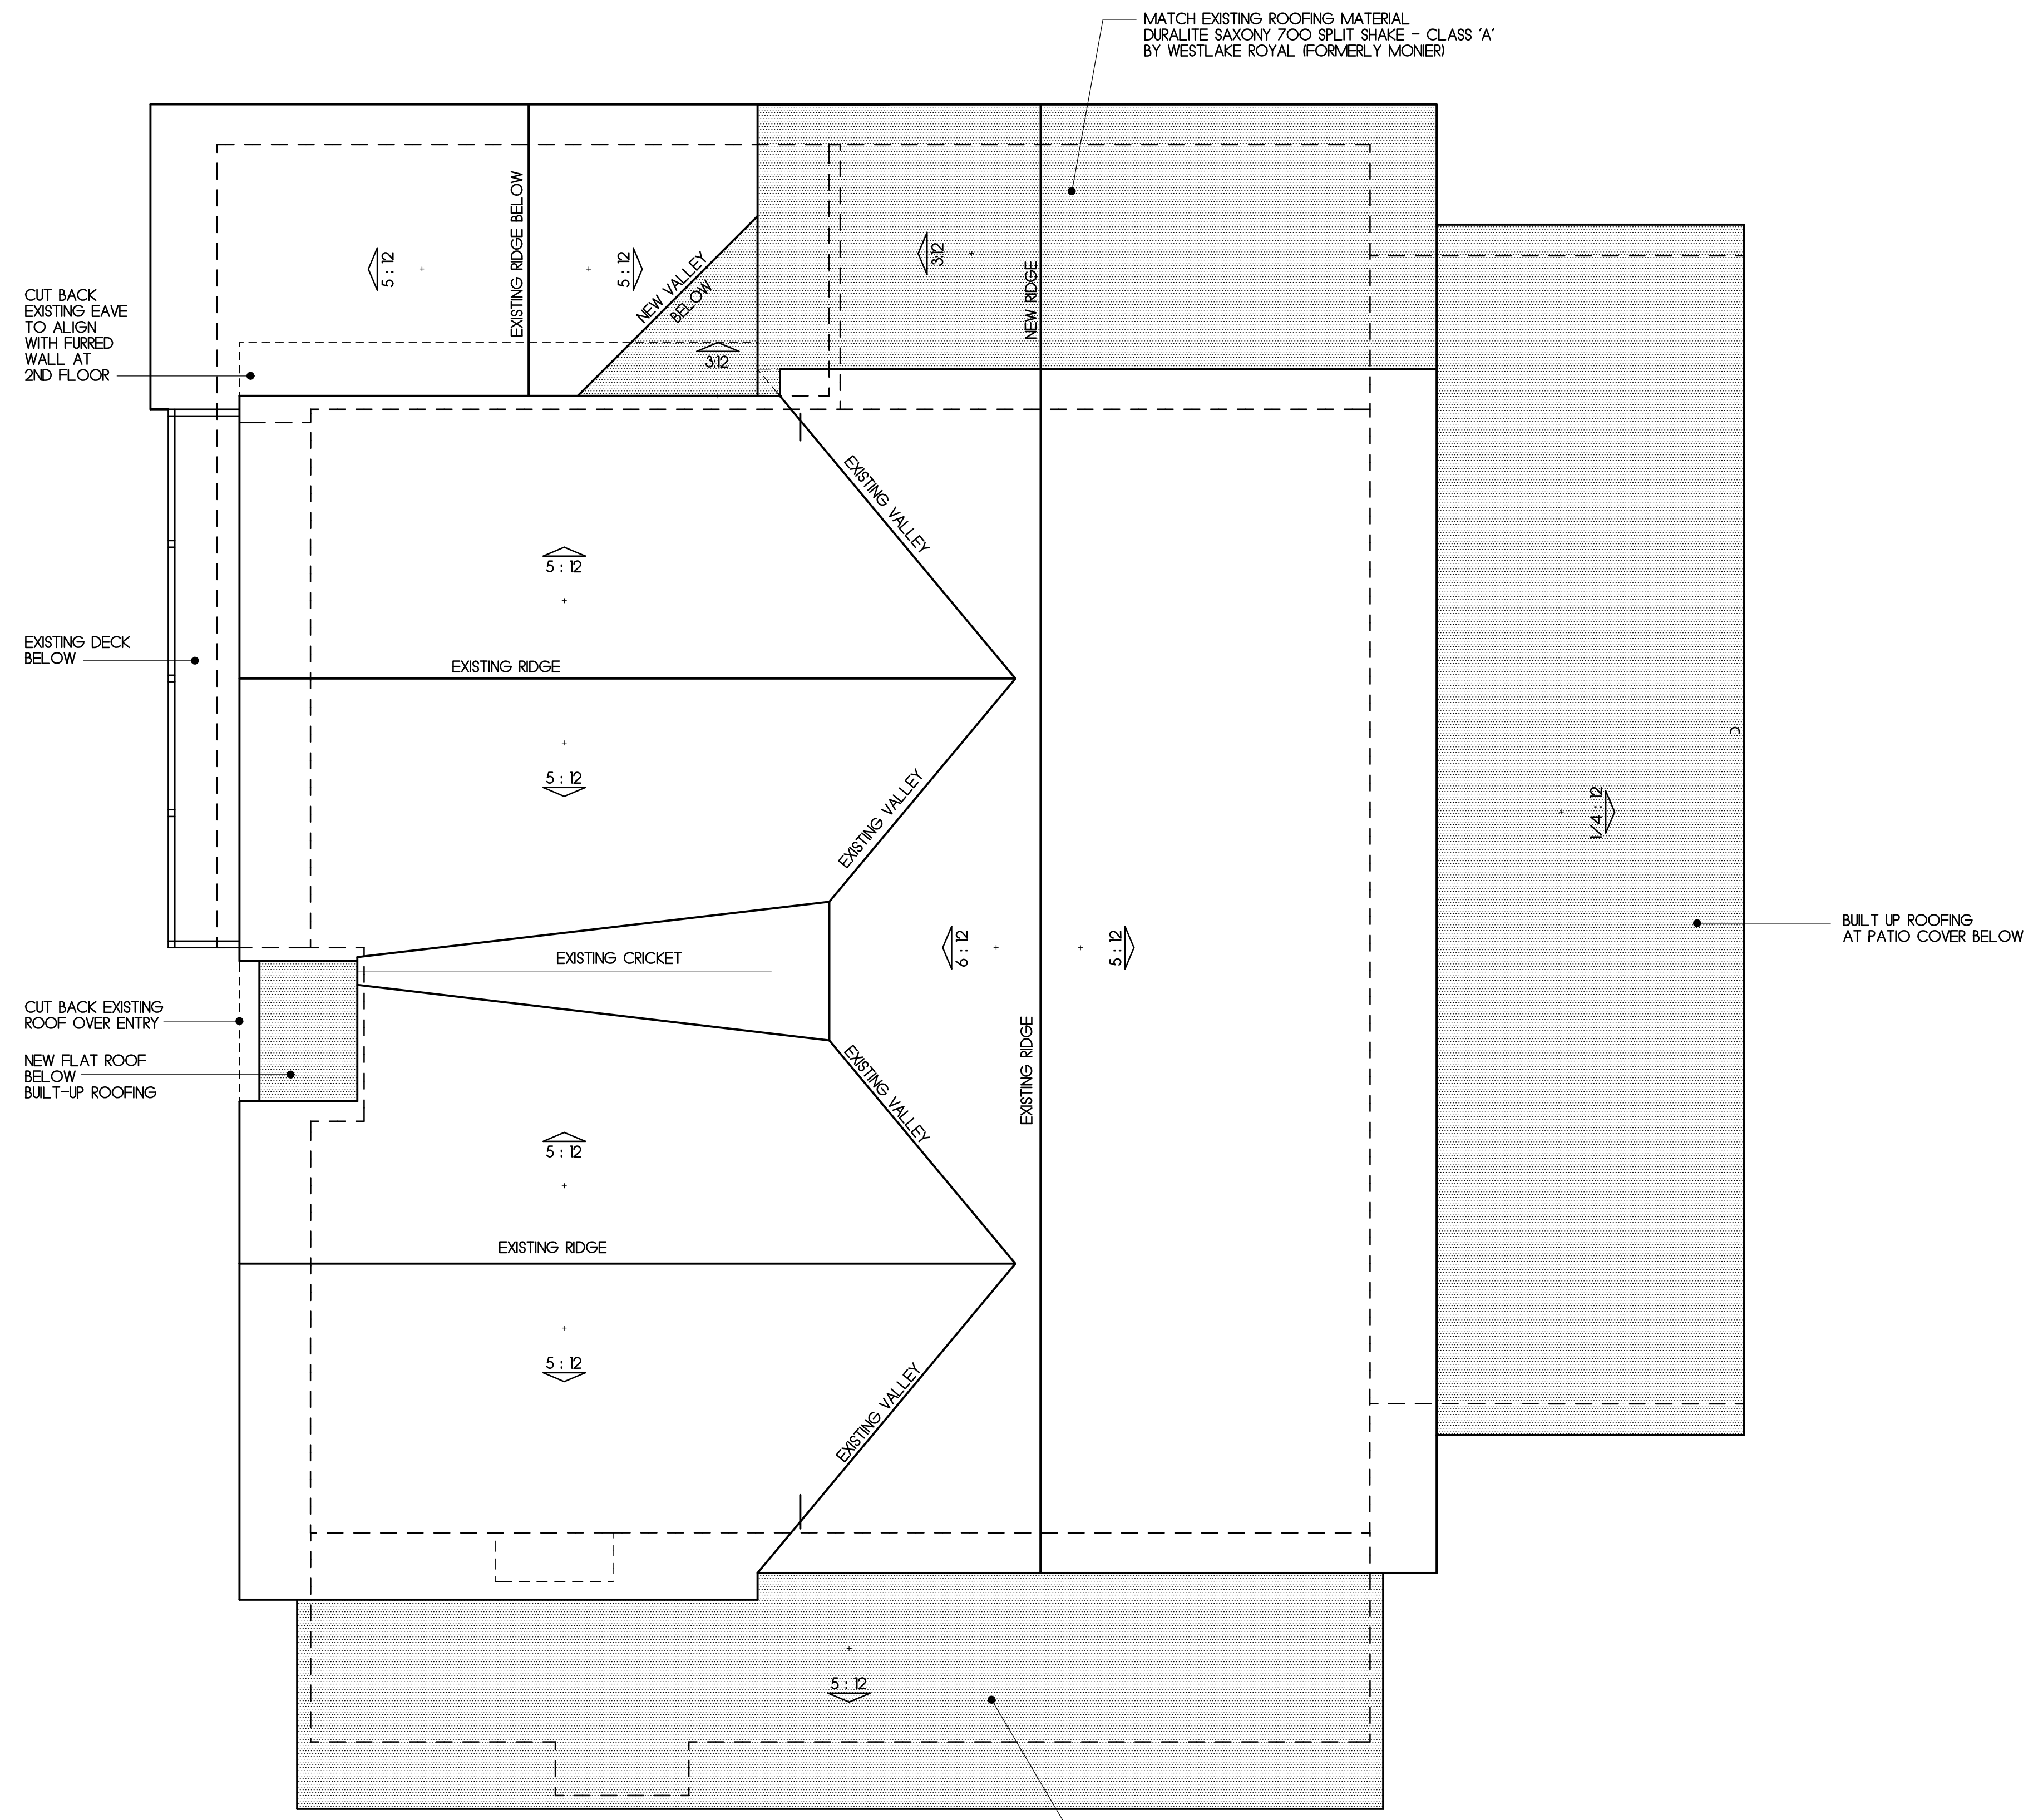 MATCH EXISTING ROOFING MATERIAL
DURALITE SAXONY 700 SPLIT SHAKE - CLASS 'A'
BY WESTLAKE ROYAL (FORMERLY MONIER)
EXISTING RIDGE BELOW
5 : 12
5 : 12
NEW VALLEY
BELOW
3:12
3:12
NEW RIDGE
CUT BACK
EXISTING EAVE
TO ALIGN
WITH FURRED
WALL AT
2ND FLOOR
EXISTING VALLEY
5 : 12
EXISTING DECK
BELOW
EXISTING RIDGE
5 : 12
EXISTING VALLEY
1/4 : 12
BUILT UP ROOFING
AT PATIO COVER BELOW
EXISTING CRICKET
6 : 12
5 : 12
CUT BACK EXISTING
ROOF OVER ENTRY
NEW FLAT ROOF
BELOW
BUILT-UP ROOFING
EXISTING RIDGE
EXISTING VALLEY
5 : 12
EXISTING RIDGE
5 : 12
EXISTING VALLEY
5 : 12